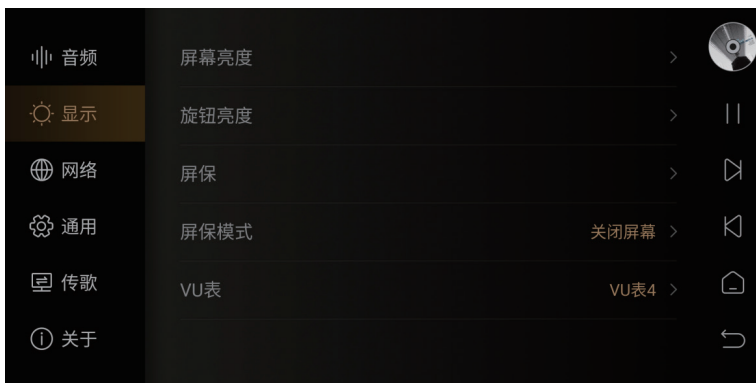 音频
显示
网络
通用
传歌
关于
屏幕亮度
旋钮亮度
屏保
屏保模式 关闭屏幕
VU表 VU表4